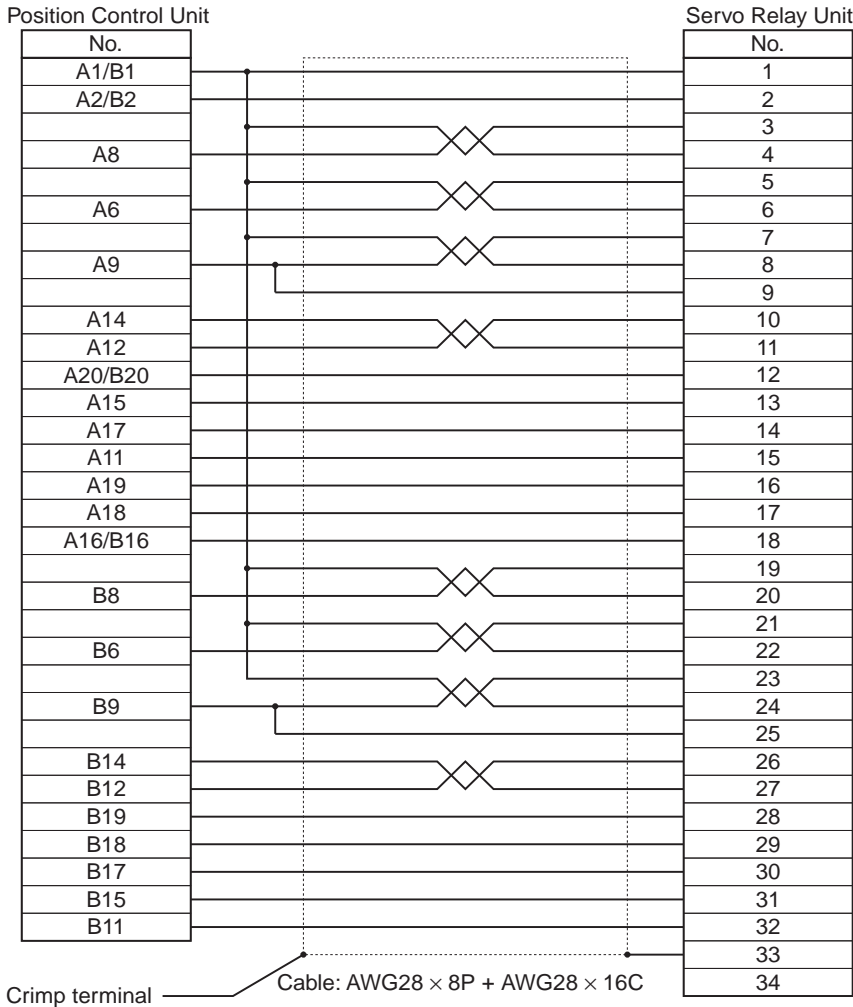 Position Control Unit Servo Relay Unit
No. No.
A1/B1 1
A2/B2 2
3
A8 4
5
A6 6
7
A9 8
9
A14 10
A12 11
A20/B20 12
A15 13
A17 14
A11 15
A19 16
A18 17
A16/B16 18
19
B8 20
21
B6 22
23
B9 24
25
B14 26
B12 27
B19 28
B18 29
B17 30
B15 31
B11 32
33
Crimp terminal Cable: AWG28 × 8P + AWG28 × 16C 34